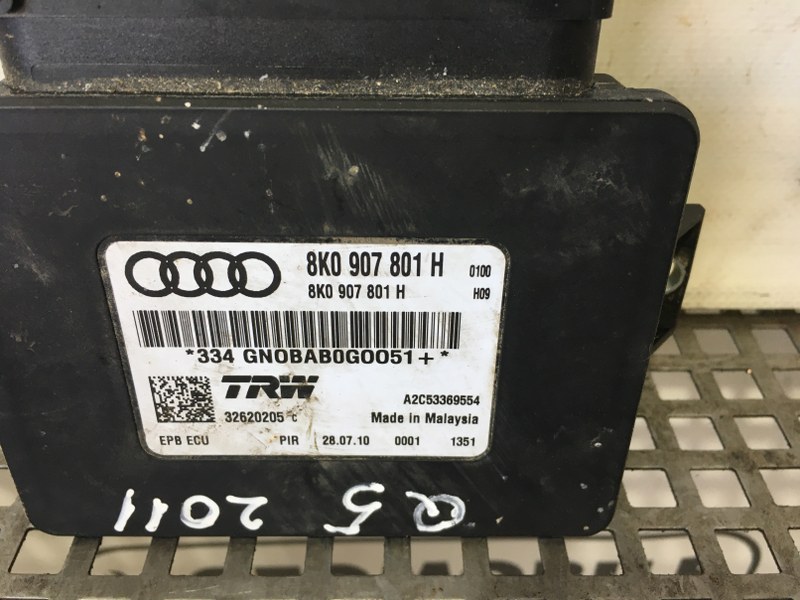 8K0 907 801 H 0100
8K0 907 801 H H09
*334 GN0BAB0G0051+*
TRW A2C53369554
32620205 C Made in Malaysia
EPB ECU PIR 28.07.10 0001 1351
Q5 2011